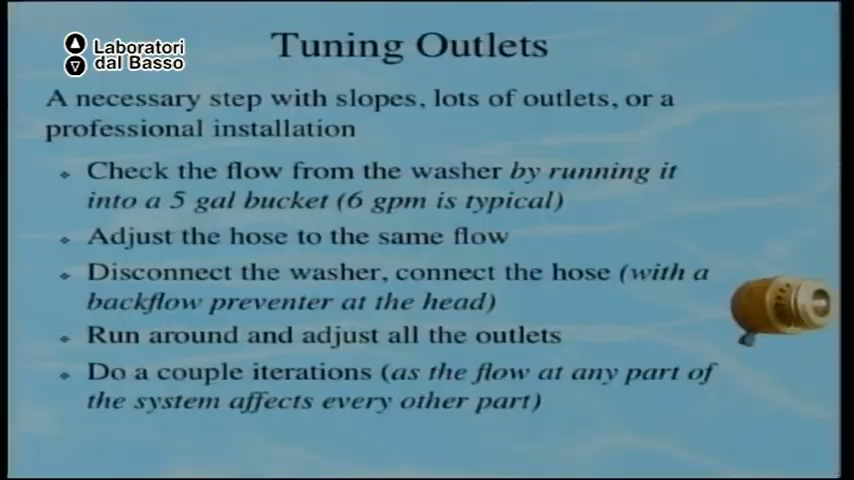 Laboratori
dal Basso
Tuning Outlets
A necessary step with slopes, lots of outlets, or a
professional installation
Check the flow from the washer by running it
into a 5 gal bucket (6 gpm is typical)
Adjust the hose to the same flow
Disconnect the washer, connect the hose (with a
backflow preventer at the head)
Run around and adjust all the outlets
Do a couple iterations (as the flow at any part of
the system affects every other part)